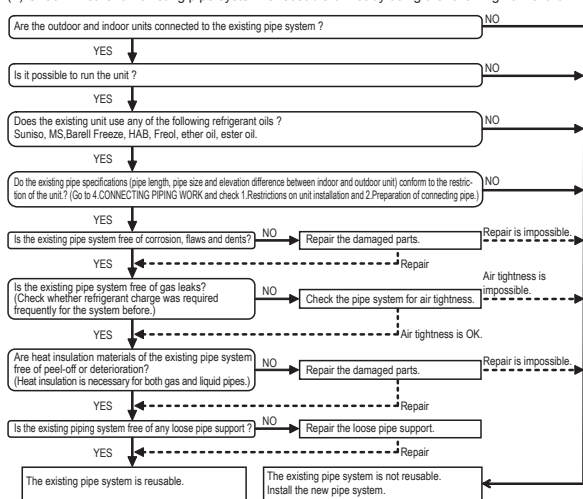 Are the outdoor and indoor units connected to the existing pipe system ?
NO
YES
Is it possible to run the unit ?
NO
YES
Does the existing unit use any of the following refrigerant oils ?
Suniso, MS,Barell Freeze, HAB, Freol, ether oil, ester oil.
NO
YES
Do the existing pipe specifications (pipe length, pipe size and elevation difference between indoor and outdoor unit) conform to the restric-
tion of the unit.? (Go to 4.CONNECTING PIPING WORK and check 1.Restrictions on unit installation and 2.Preparation of connecting pipe.)
NO
YES
Is the existing pipe system free of corrosion, flaws and dents?
NO
Repair the damaged parts.
Repair is impossible.
YES
Repair
Is the existing pipe system free of gas leaks?
(Check whether refrigerant charge was required
frequently for the system before.)
NO
Check the pipe system for air tightness.
Air tightness is
impossible.
YES
Air tightness is OK.
Are heat insulation materials of the existing pipe system
free of peel-off or deterioration?
(Heat insulation is necessary for both gas and liquid pipes.)
NO
Repair the damaged parts.
Repair is impossible.
YES
Repair
Is the existing piping system free of any loose pipe support ?
NO
Repair the loose pipe support.
YES
Repair
The existing pipe system is reusable.
The existing pipe system is not reusable.
Install the new pipe system.